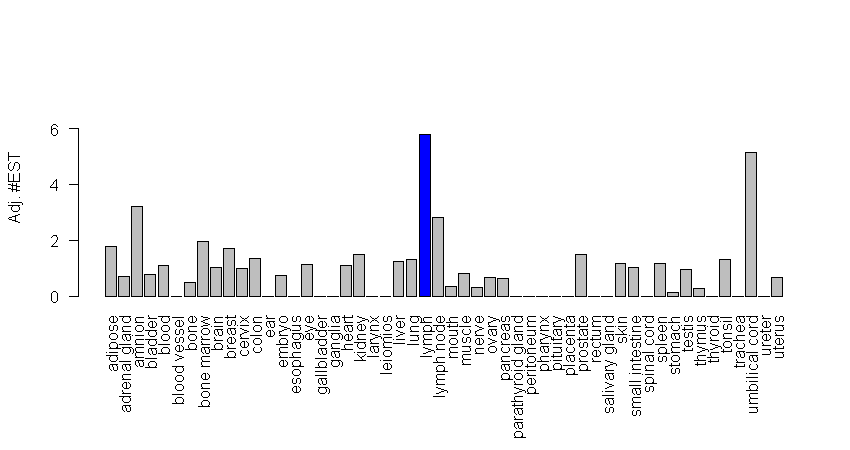 Adj. #EST
6
4
2
0
adipose
adrenal gland
amnion
bladder
blood
blood vessel
bone
bone marrow
brain
breast
cervix
colon
ear
embryo
esophagus
eye
gallbladder
ganglia
heart
kidney
larynx
leiomios
liver
lung
lymph
lymph node
mouth
muscle
nerve
ovary
pancreas
parathyroid gland
peritoneum
pharynx
pituitary
placenta
prostate
rectum
salivary gland
skin
small intestine
spinal cord
spleen
stomach
testis
thymus
thyroid
tonsil
trachea
umbilical cord
ureter
uterus